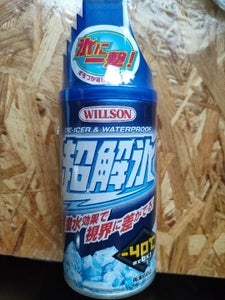 氷に
一撃!
WILLSON
DE-ICER & WATERPROOF
超解氷
撥水効果で
視界に差がでる!
-40℃